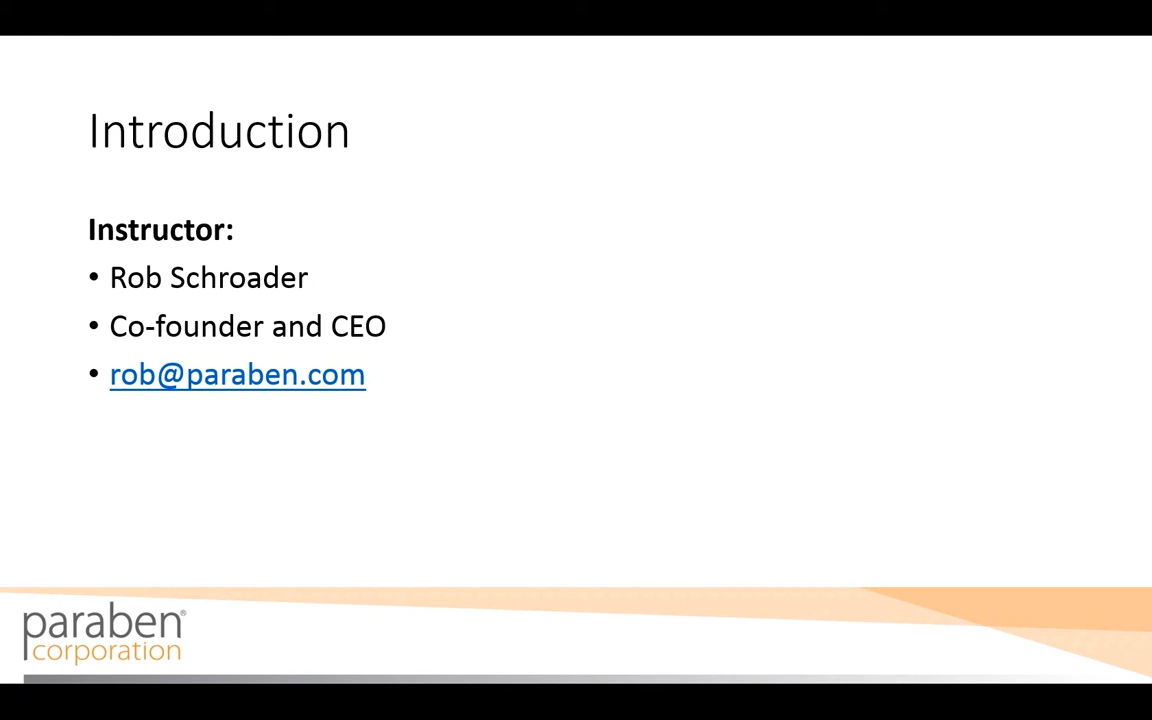 Introduction
Instructor:
• Rob Schroader
• Co-founder and CEO
• rob@paraben.com
paraben®
corporation